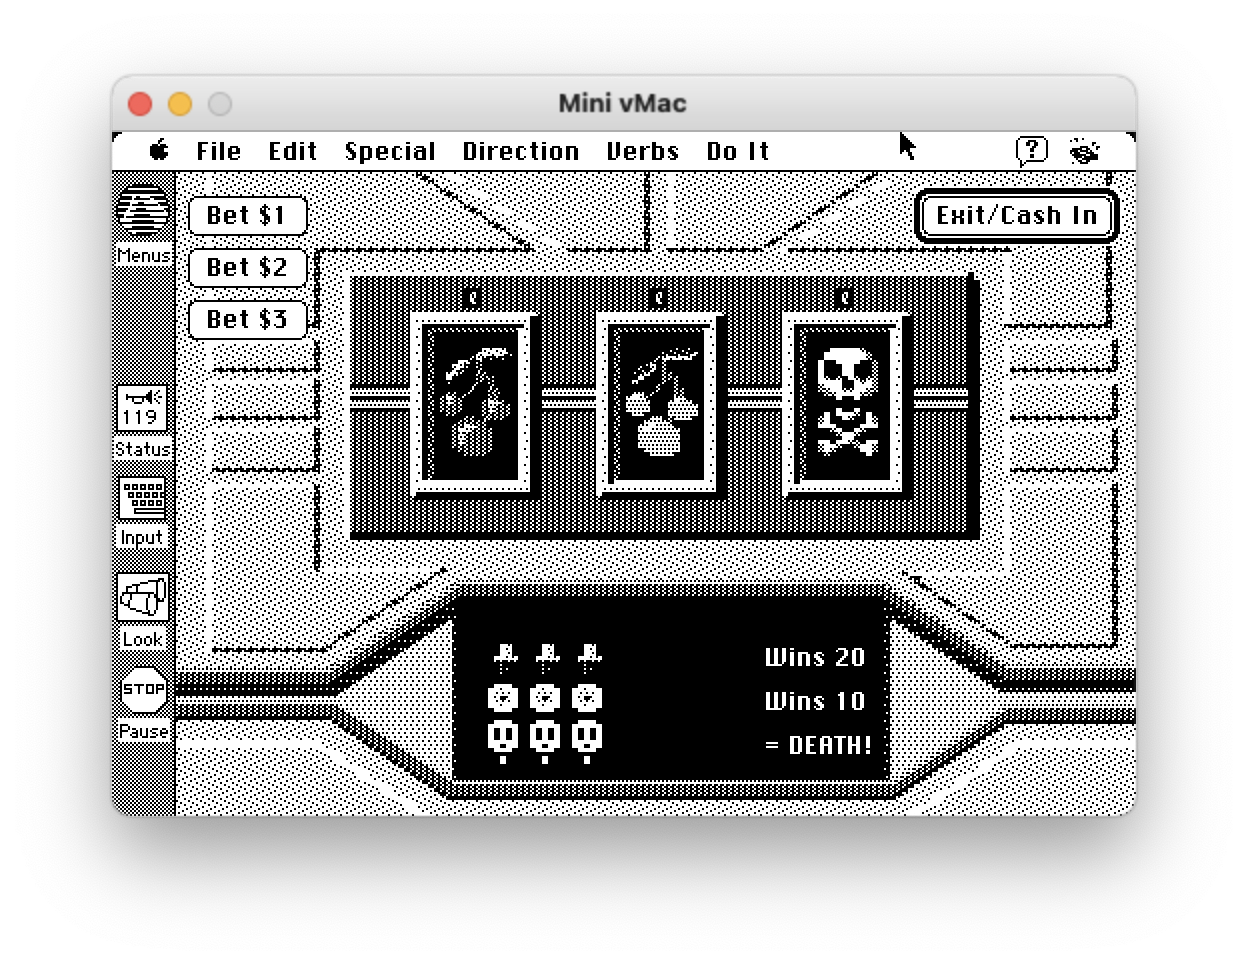 Mini vMac
File Edit Special Direction Verbs Do It ?
Menus
Bet $1
Exit/Cash In
Bet $2
Bet $3
119
Status
Input
Look
STOP
Pause
Wins 20
Wins 10
= DEATH!